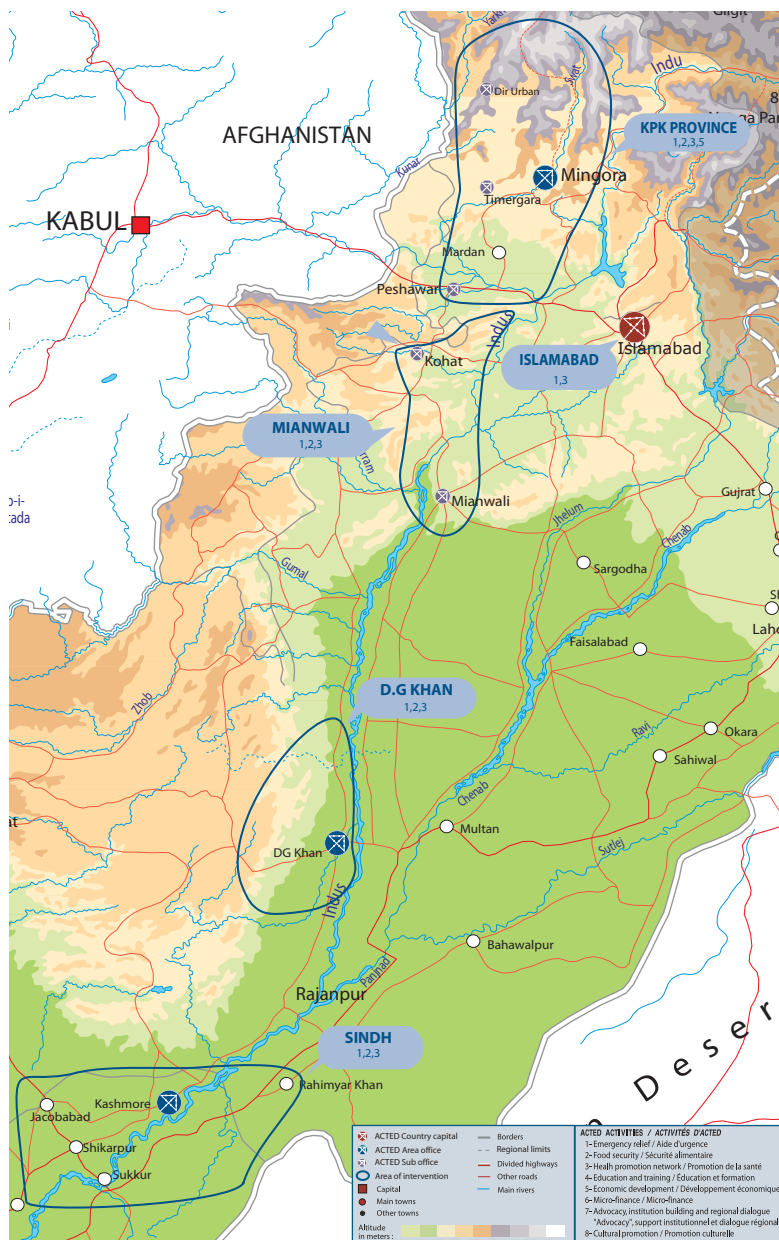 Gilgit
Yarkh
Indu
Swat
Dir Urban
8
Nanga Par
AFGHANISTAN
KPK PROVINCE
1,2,3,5
Kunar
Mingora
Timergara
KABUL
Mardan
Peshawar
Indus
Islamabad
ISLAMABAD
1,3
Kohat
MIANWALI
1,2,3
rram
Mianwali
Gujrat
o-i-
tada
Jhelum
Chenab
Gumal
Sargodha
Laho
Faisalabad
Zhob
D.G KHAN
1,2,3
Ravi
Okara
Sahiwal
Chenab
at
Multan
DG Khan
Sutlej
Indus
Bahawalpur
Panjnad
Rajanpur
Deser
SINDH
1,2,3
Rahimyar Khan
Kashmore
Jacobabad
Shikarpur
Sukkur
ACTED Country capital
ACTED Area office
ACTED Sub office
Area of intervention
Capital
Main towns
Other towns
Altitude
in meters :
Borders
Regional limits
Divided highways
Other roads
Main rivers
ACTED ACTIVITIES / ACTIVITÉS D'ACTED
1- Emergency relief / Aide d'urgence
2- Food security / Sécurité alimentaire
3- Healh promotion network / Promotion de la santé
4- Education and training / Éducation et formation
5- Economic development / Développement économique
6- Micro-finance / Micro-finance
7- Advocacy, institution building and regional dialogue
"Advocacy", support institutionnel et dialogue régional
8- Cultural promotion / Promotion culturelle